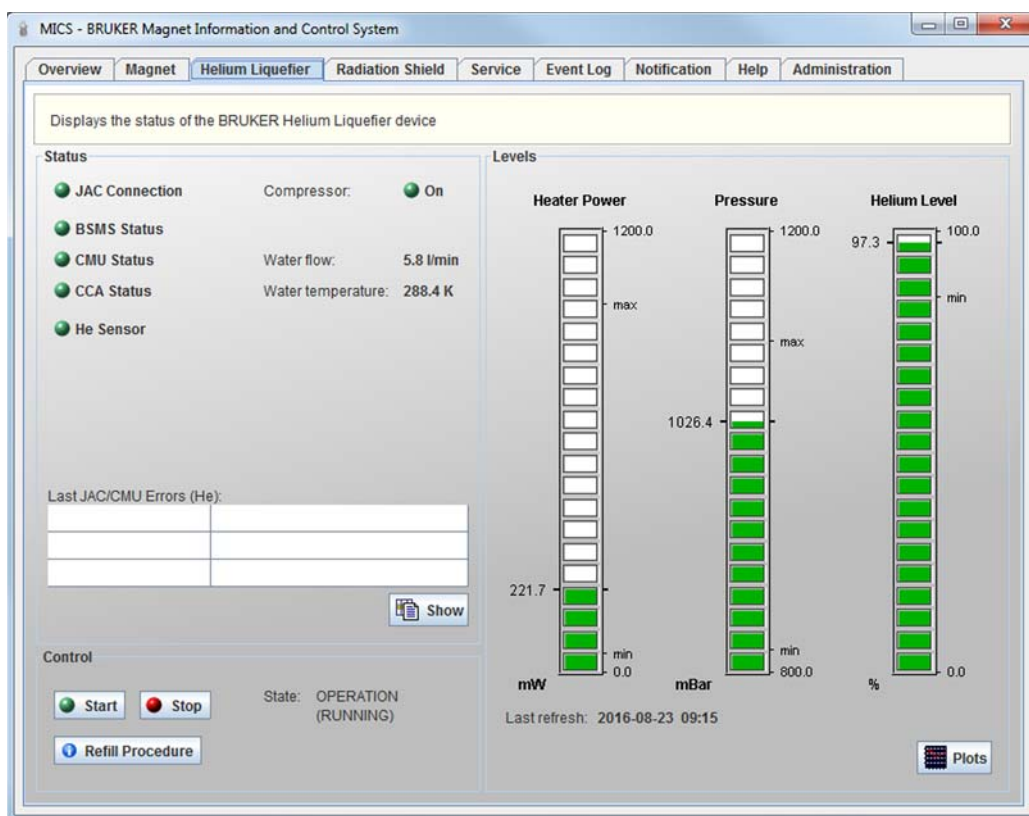 MICS - BRUKER Magnet Information and Control System
Overview Magnet Helium Liquefier Radiation Shield Service Event Log Notification Help Administration
Displays the status of the BRUKER Helium Liquefier device
Status
JAC Connection Compressor: On
BSMS Status
CMU Status Water flow: 5.8 l/min
CCA Status Water temperature: 288.4 K
He Sensor
Last JAC/CMU Errors (He):
Show
Control
Start Stop State: OPERATION
(RUNNING)
Refill Procedure
Levels
Heater Power Pressure Helium Level
1200.0 1200.0 100.0
97.3
min
max
max
1026.4
221.7
min min
0.0 800.0 0.0
mW mBar %
Last refresh: 2016-08-23 09:15
Plots